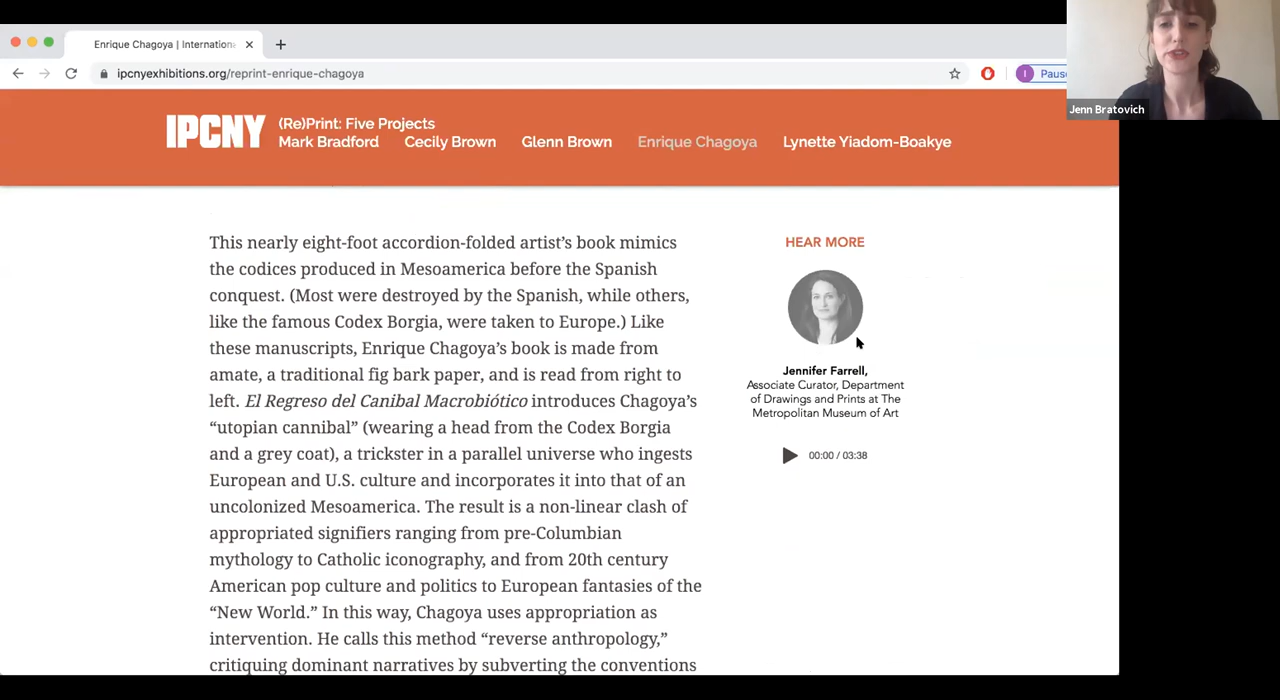 Enrique Chagoya | Internation
ipcnyexhibitions.org/reprint-enrique-chagoya
I
Pause
Jenn Bratovich
IPCNY
(Re)Print: Five Projects
Mark Bradford Cecily Brown Glenn Brown Enrique Chagoya Lynette Yiadom-Boakye
This nearly eight-foot accordion-folded artist’s book mimics
the codices produced in Mesoamerica before the Spanish
conquest. (Most were destroyed by the Spanish, while others,
like the famous Codex Borgia, were taken to Europe.) Like
these manuscripts, Enrique Chagoya’s book is made from
amate, a traditional fig bark paper, and is read from right to
left. El Regreso del Canibal Macrobiótico introduces Chagoya’s
“utopian cannibal” (wearing a head from the Codex Borgia
and a grey coat), a trickster in a parallel universe who ingests
European and U.S. culture and incorporates it into that of an
uncolonized Mesoamerica. The result is a non-linear clash of
appropriated signifiers ranging from pre-Columbian
mythology to Catholic iconography, and from 20th century
American pop culture and politics to European fantasies of the
“New World.” In this way, Chagoya uses appropriation as
intervention. He calls this method “reverse anthropology,”
critiquing dominant narratives by subverting the conventions
HEAR MORE
Jennifer Farrell,
Associate Curator, Department
of Drawings and Prints at The
Metropolitan Museum of Art
00:00 / 03:38